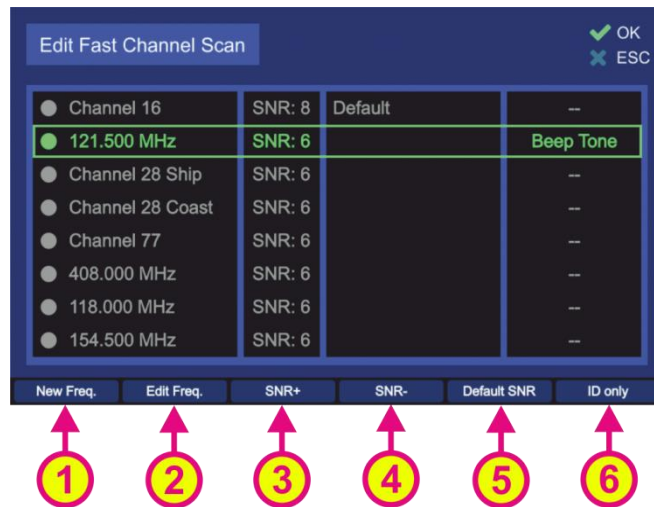 Edit Fast Channel Scan
OK
ESC
Channel 16 SNR: 8 Default --
121.500 MHz SNR: 6 Beep Tone
Channel 28 Ship SNR: 6 --
Channel 28 Coast SNR: 6 --
Channel 77 SNR: 6 --
408.000 MHz SNR: 6 --
118.000 MHz SNR: 6 --
154.500 MHz SNR: 6 --
New Freq. Edit Freq. SNR+ SNR- Default SNR ID only
1 2 3 4 5 6